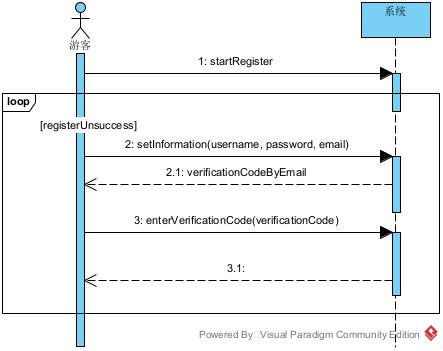 系统
游客
1: startRegister
loop
[registerUnsuccess]
2: setInformation(username, password, email)
2.1: verificationCodeByEmail
3: enterVerificationCode(verificationCode)
3.1:
Powered By Visual Paradigm Community Edition